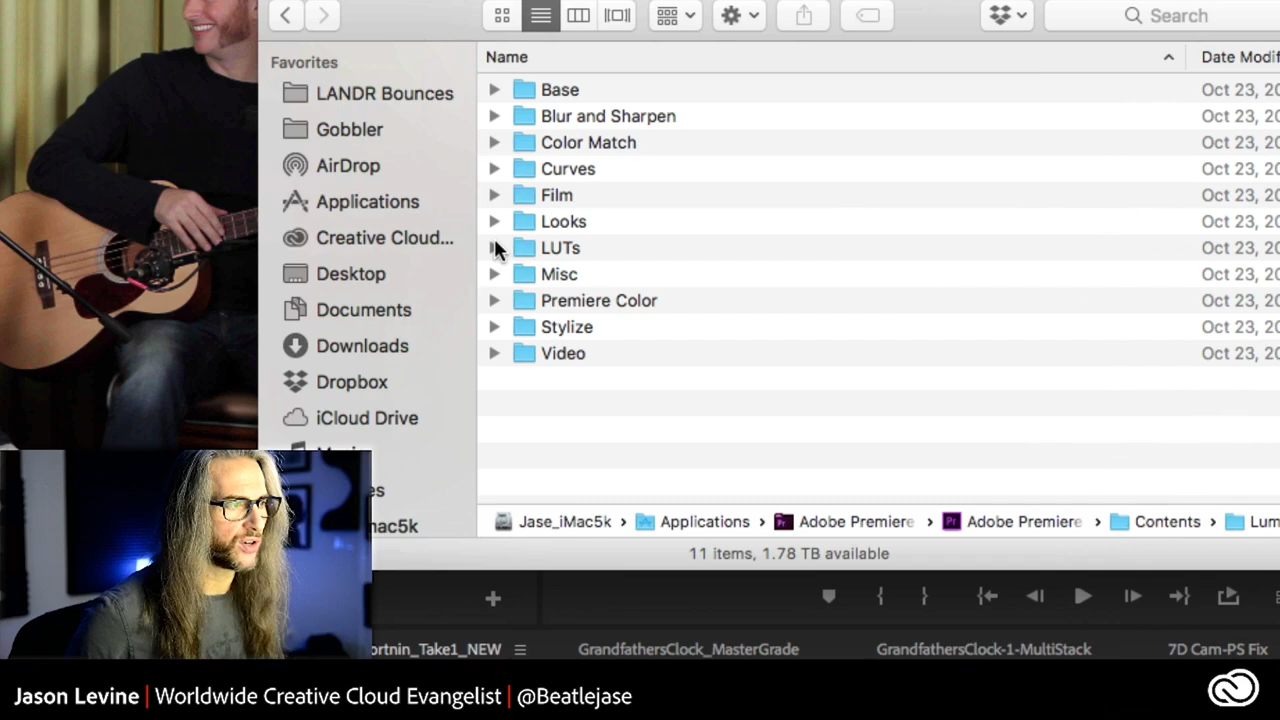 Search
Favorites
LANDR Bounces
Gobbler
AirDrop
Applications
Creative Cloud...
Desktop
Documents
Downloads
Dropbox
iCloud Drive
Name
Date Modif
Base
Oct 23, 20
Blur and Sharpen
Oct 23, 20
Color Match
Oct 23, 20
Curves
Oct 23, 20
Film
Oct 23, 20
Looks
Oct 23, 20
LUTs
Oct 23, 20
Misc
Oct 23, 20
Premiere Color
Oct 23, 20
Stylize
Oct 23, 20
Video
Oct 23, 20
Jase_iMac5k › Applications › Adobe Premiere › Adobe Premiere › Contents › Lum
11 items, 1.78 TB available
ortnin_Take1_NEW
GrandfathersClock_MasterGrade
GrandfathersClock-1-MultiStack
7D Cam-PS Fix
Jason Levine | Worldwide Creative Cloud Evangelist | @Beatlejase